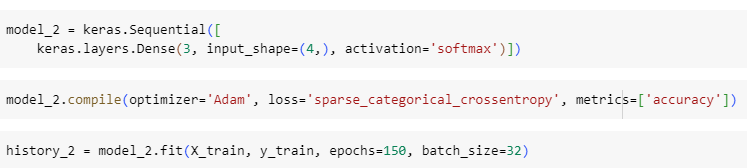 model_2 = keras.Sequential([
    keras.layers.Dense(3, input_shape=(4,), activation='softmax')])
model_2.compile(optimizer='Adam', loss='sparse_categorical_crossentropy', metrics=['accuracy'])
history_2 = model_2.fit(X_train, y_train, epochs=150, batch_size=32)